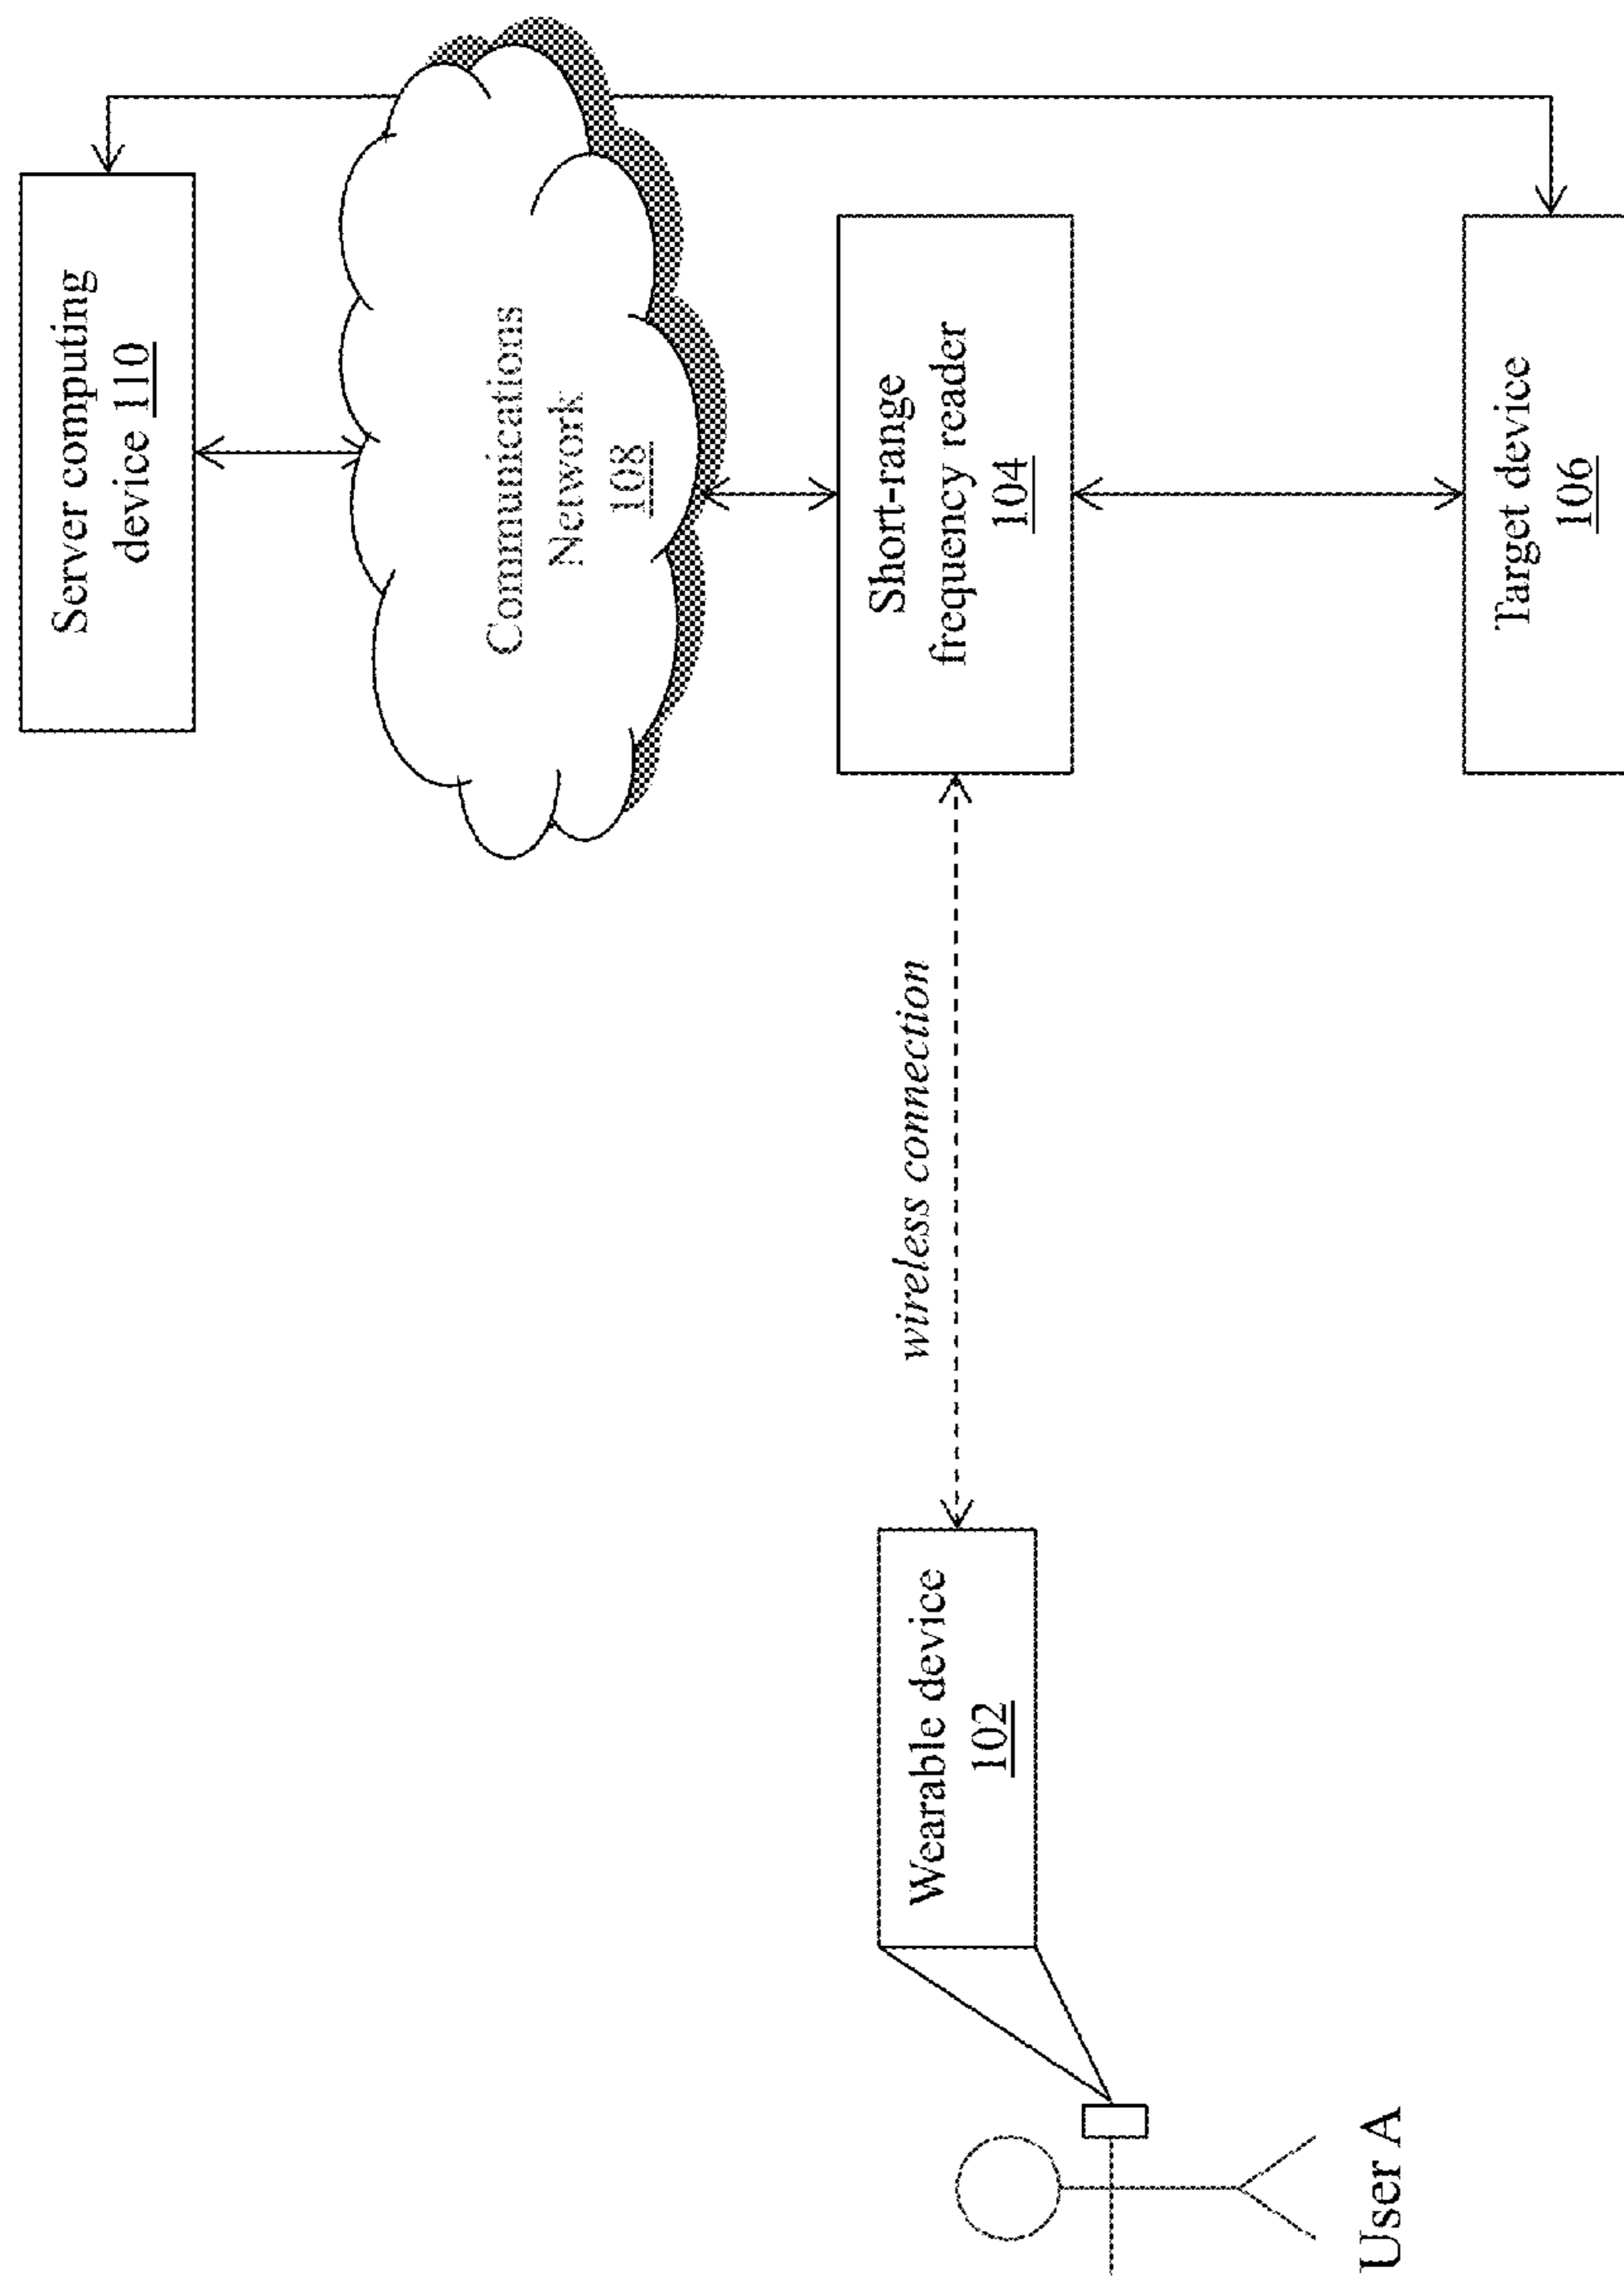 Server computing
device 110
Communications
Network
108
Short-range
frequency reader
104
Target device
106
wireless connection
Wearable device
102
User A